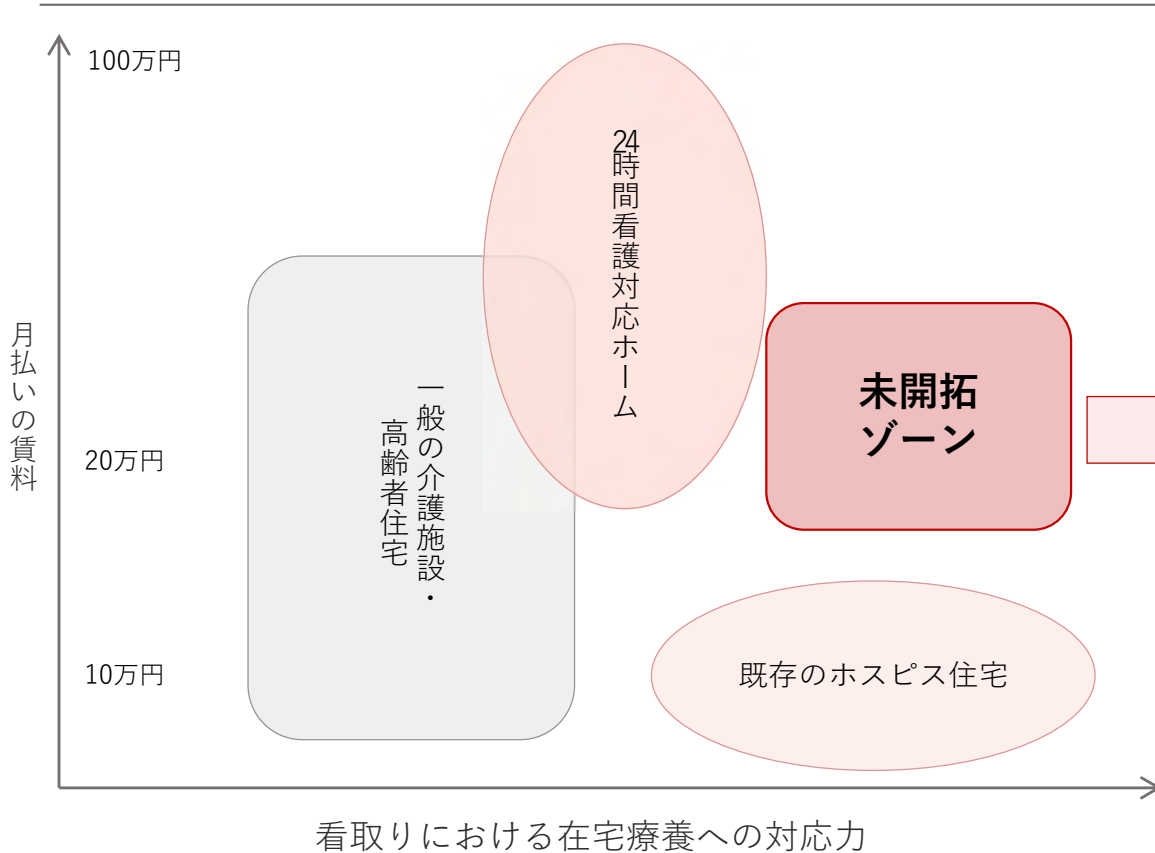 100万円
24時間看護対応ホーム
月払いの賃料
未開拓
ゾーン
一般の介護施設・
高齢者住宅
20万円
10万円
既存のホスピス住宅
看取りにおける在宅療養への対応力